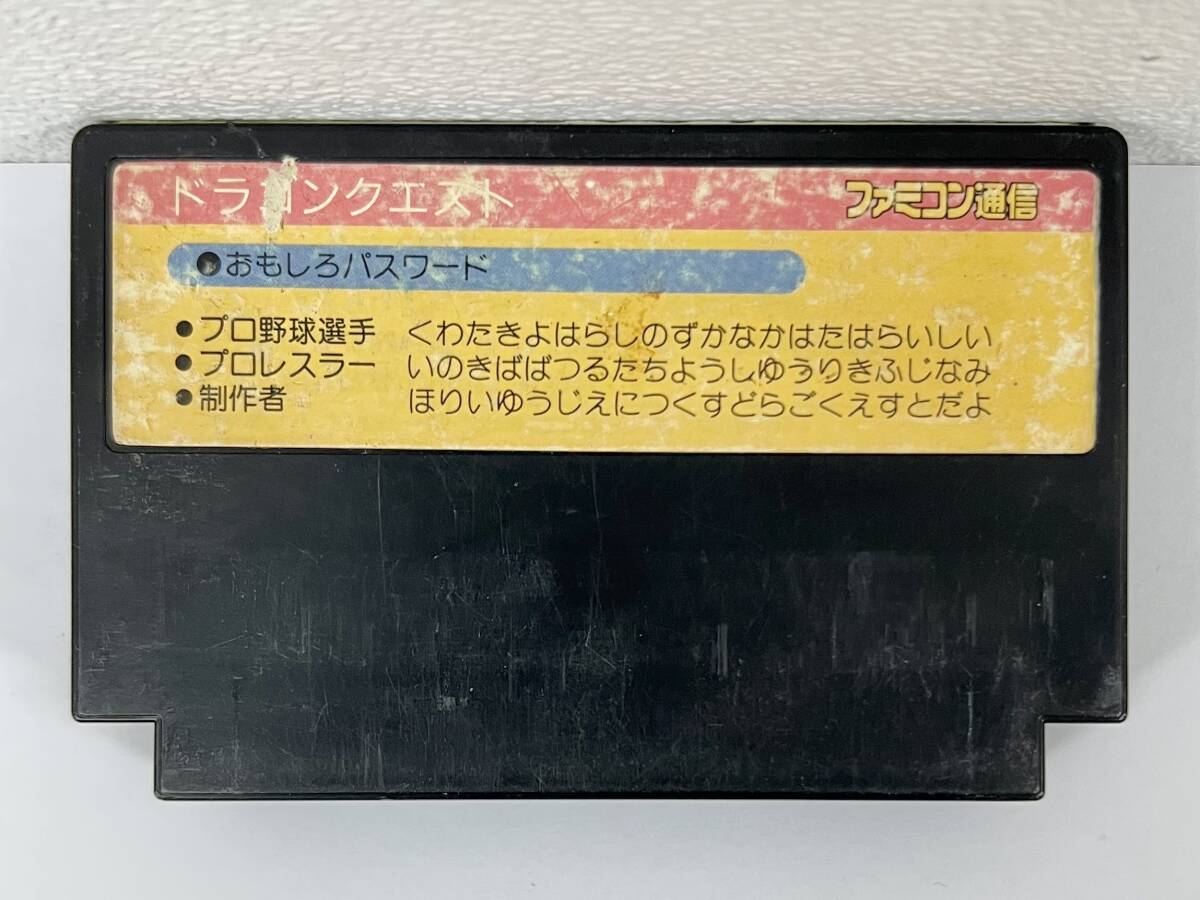 ドラゴンクエスト ファミコン通信
●おもしろパスワード
●プロ野球選手 くわたきよはらしのずかなかはたはらいしい
●プロレスラー いのきばばつるたちようしゆうりきふじなみ
●制作者 ほりいゆうじえにつくすどらごくえすとだよ